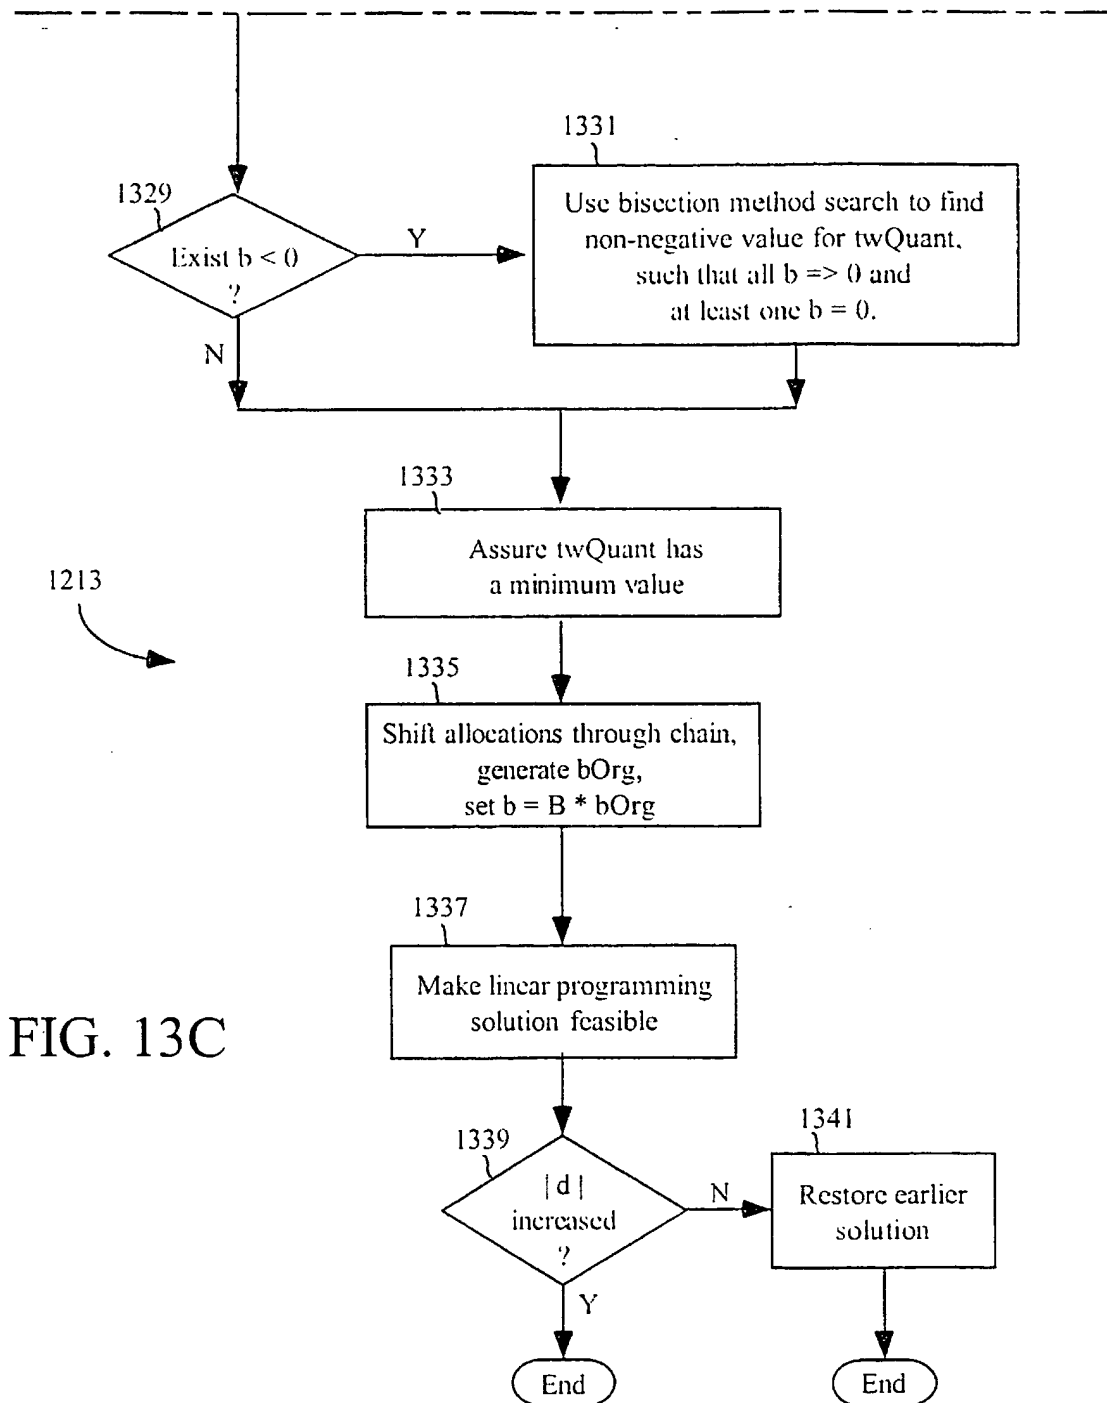 1331
1329
Use bisection method search to find
non-negative value for twQuant,
such that all b => 0 and
at least one b = 0.
Exist b < 0
?
Y
N
1333
Assure twQuant has
a minimum value
1213
1335
Shift allocations through chain,
generate bOrg,
set b = B * bOrg
1337
Make linear programming
solution feasible
FIG. 13C
1339
| d |
increased
?
N
Y
1341
Restore earlier
solution
End
End